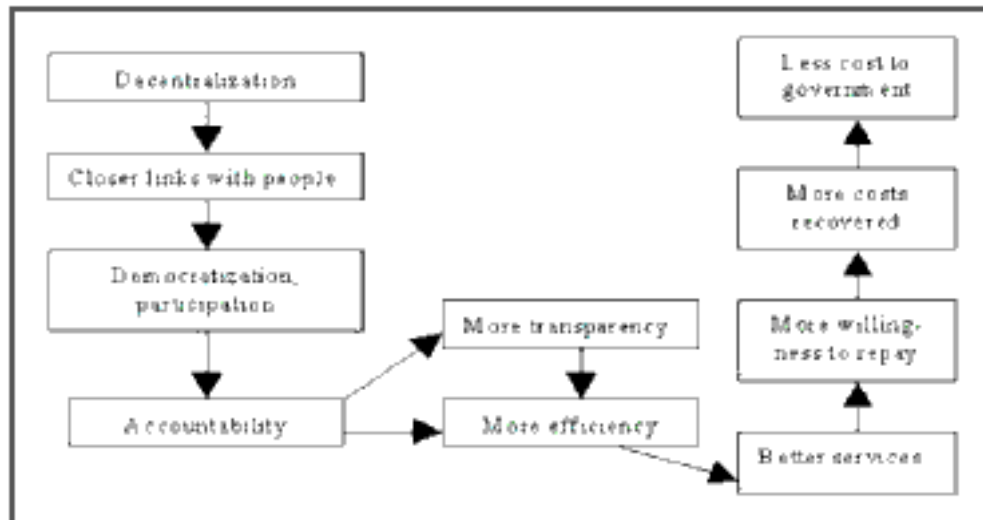 Decentralization
Closer links with people
Democratization,
participation
Accountability
More transparency
More efficiency
Better services
More willing-
ness to repay
More costs
recovered
Less cost to
government